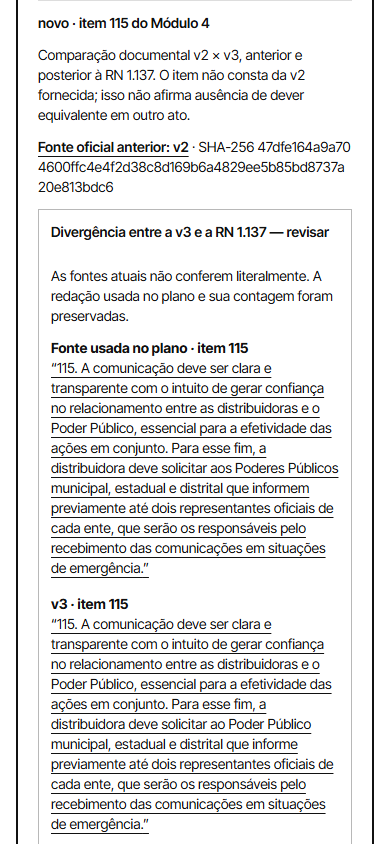 novo · item 115 do Módulo 4
Comparação documental v2 × v3, anterior e
posterior à RN 1.137. O item não consta da v2
fornecida; isso não afirma ausência de dever
equivalente em outro ato.
Fonte oficial anterior: v2 · SHA-256 47dfe164a9a70
4600ffc4e4f2d38c8d169b6a4829ee5b85bd8737a
20e813bdc6
Divergência entre a v3 e a RN 1.137 — revisar
As fontes atuais não conferem literalmente. A
redação usada no plano e sua contagem foram
preservadas.
Fonte usada no plano · item 115
“115. A comunicação deve ser clara e
transparente com o intuito de gerar confiança
no relacionamento entre as distribuidoras e o
Poder Público, essencial para a efetividade das
ações em conjunto. Para esse fim, a
distribuidora deve solicitar aos Poderes Públicos
municipal, estadual e distrital que informem
previamente até dois representantes oficiais de
cada ente, que serão os responsáveis pelo
recebimento das comunicações em situações
de emergência.”
v3 · item 115
“115. A comunicação deve ser clara e
transparente com o intuito de gerar confiança
no relacionamento entre as distribuidoras e o
Poder Público, essencial para a efetividade das
ações em conjunto. Para esse fim, a
distribuidora deve solicitar ao Poder Público
municipal, estadual e distrital que informe
previamente até dois representantes oficiais de
cada ente, que serão os responsáveis pelo
recebimento das comunicações em situações
de emergência.”